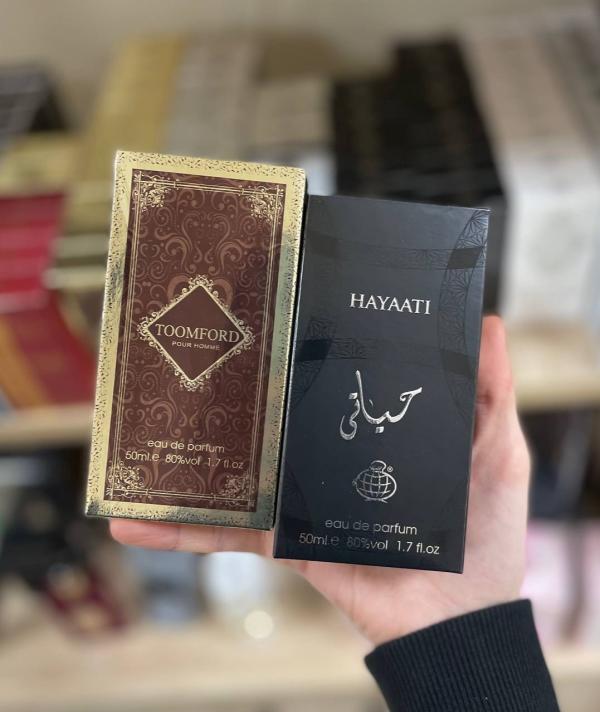 TOOMFORD
POUR HOMME
eau de parfum
50ml.e 80%vol 1.7 fl.oz
HAYAATI
حياتي
eau de parfum
50ml.e 80%vol 1.7 fl.oz